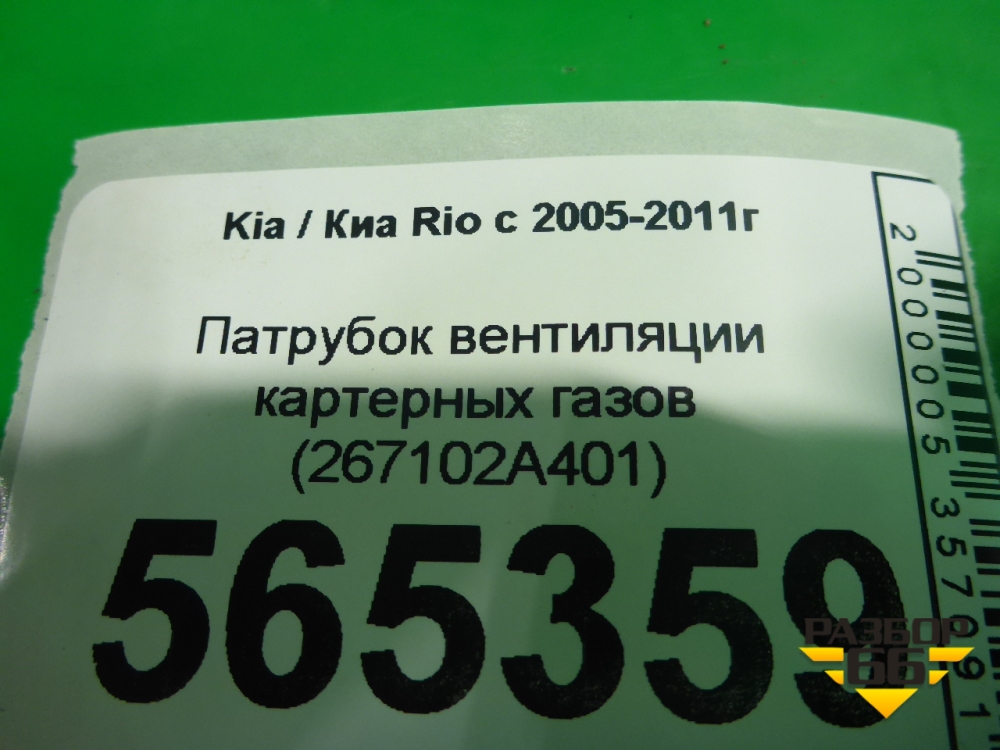 Kia / Киа Rio с 2005-2011г
Патрубок вентиляции
картерных газов
(267102A401)
565359
2000005357091
РАЗБОР
66